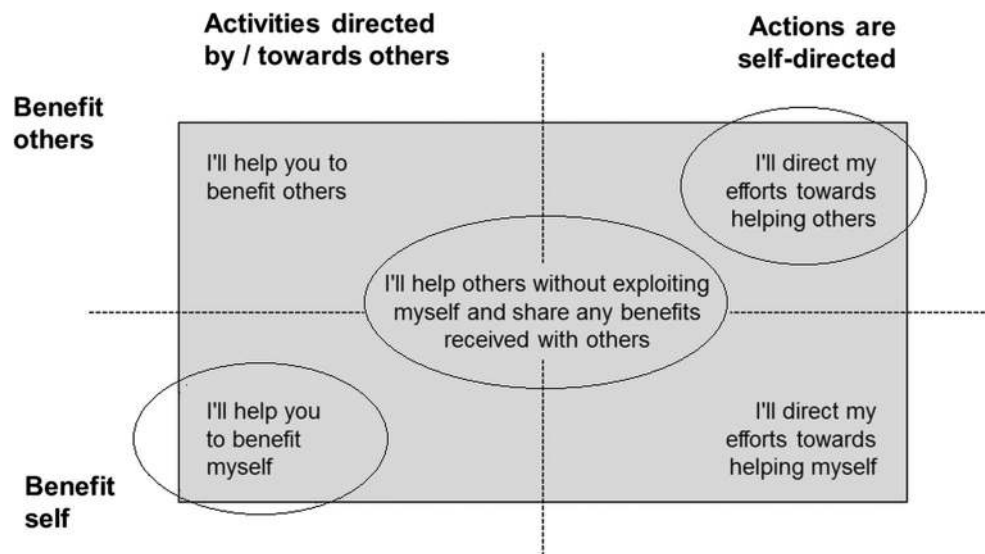 Activities directed
by / towards others
Actions are
self-directed
Benefit
others
I'll help you to
benefit others
I'll direct my
efforts towards
helping others
I'll help others without exploiting
myself and share any benefits
received with others
I'll help you
to benefit
myself
I'll direct my
efforts towards
helping myself
Benefit
self